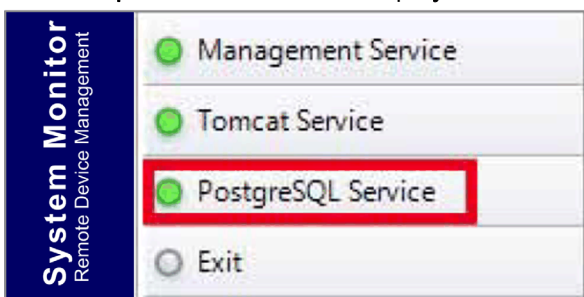 System Monitor
Remote Device Management
Management Service
Tomcat Service
PostgreSQL Service
Exit